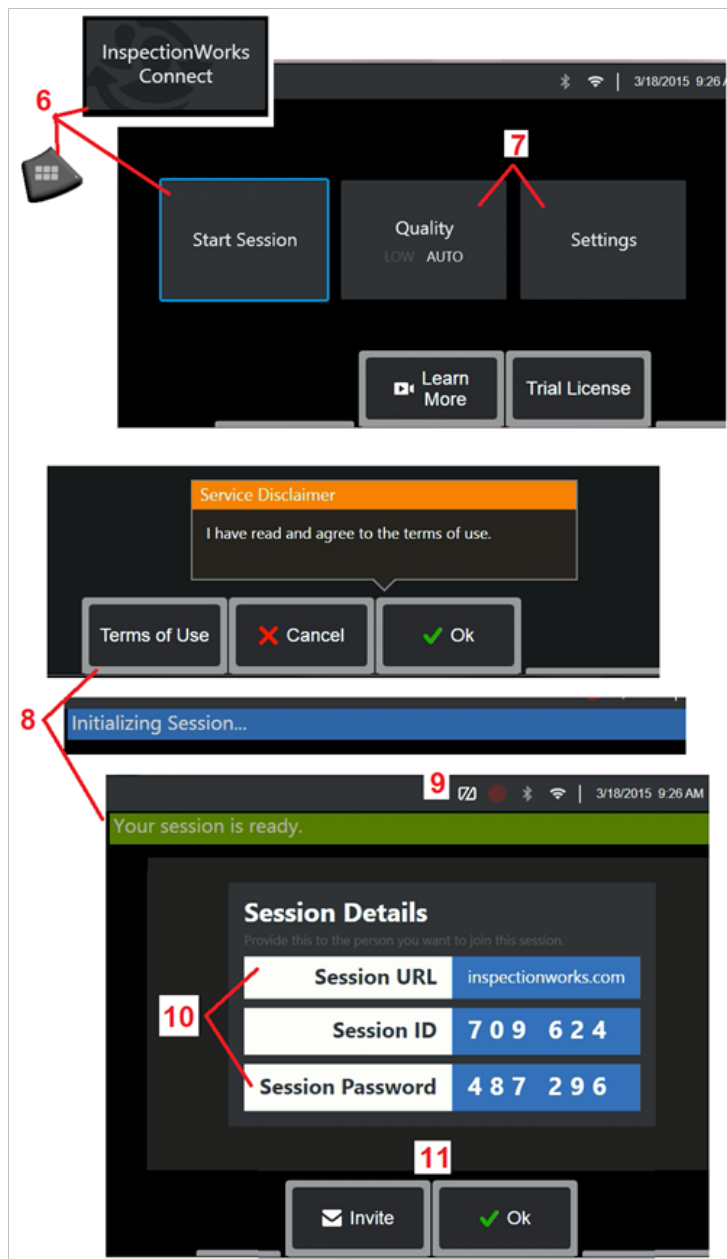 InspectionWorks
Connect
6
3/18/2015 9:26 A
7
Start Session
Quality
LOW AUTO
Settings
Learn
More
Trial License
Service Disclaimer
I have read and agree to the terms of use.
Terms of Use
Cancel
Ok
8
Initializing Session...
9
3/18/2015 9:26 AM
Your session is ready.
Session Details
Provide this to the person you want to join this session.
Session URL inspectionworks.com
10
Session ID 709 624
Session Password 487 296
11
Invite
Ok